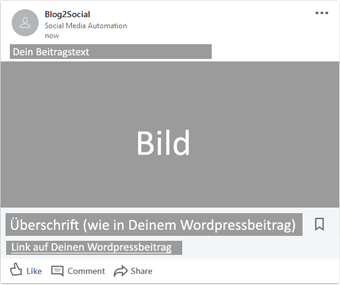 Blog2Social
Social Media Automation
now
Dein Beitragstext
Bild
Überschrift (wie in Deinem Wordpressbeitrag)
Link auf Deinen Wordpressbeitrag
Like Comment Share